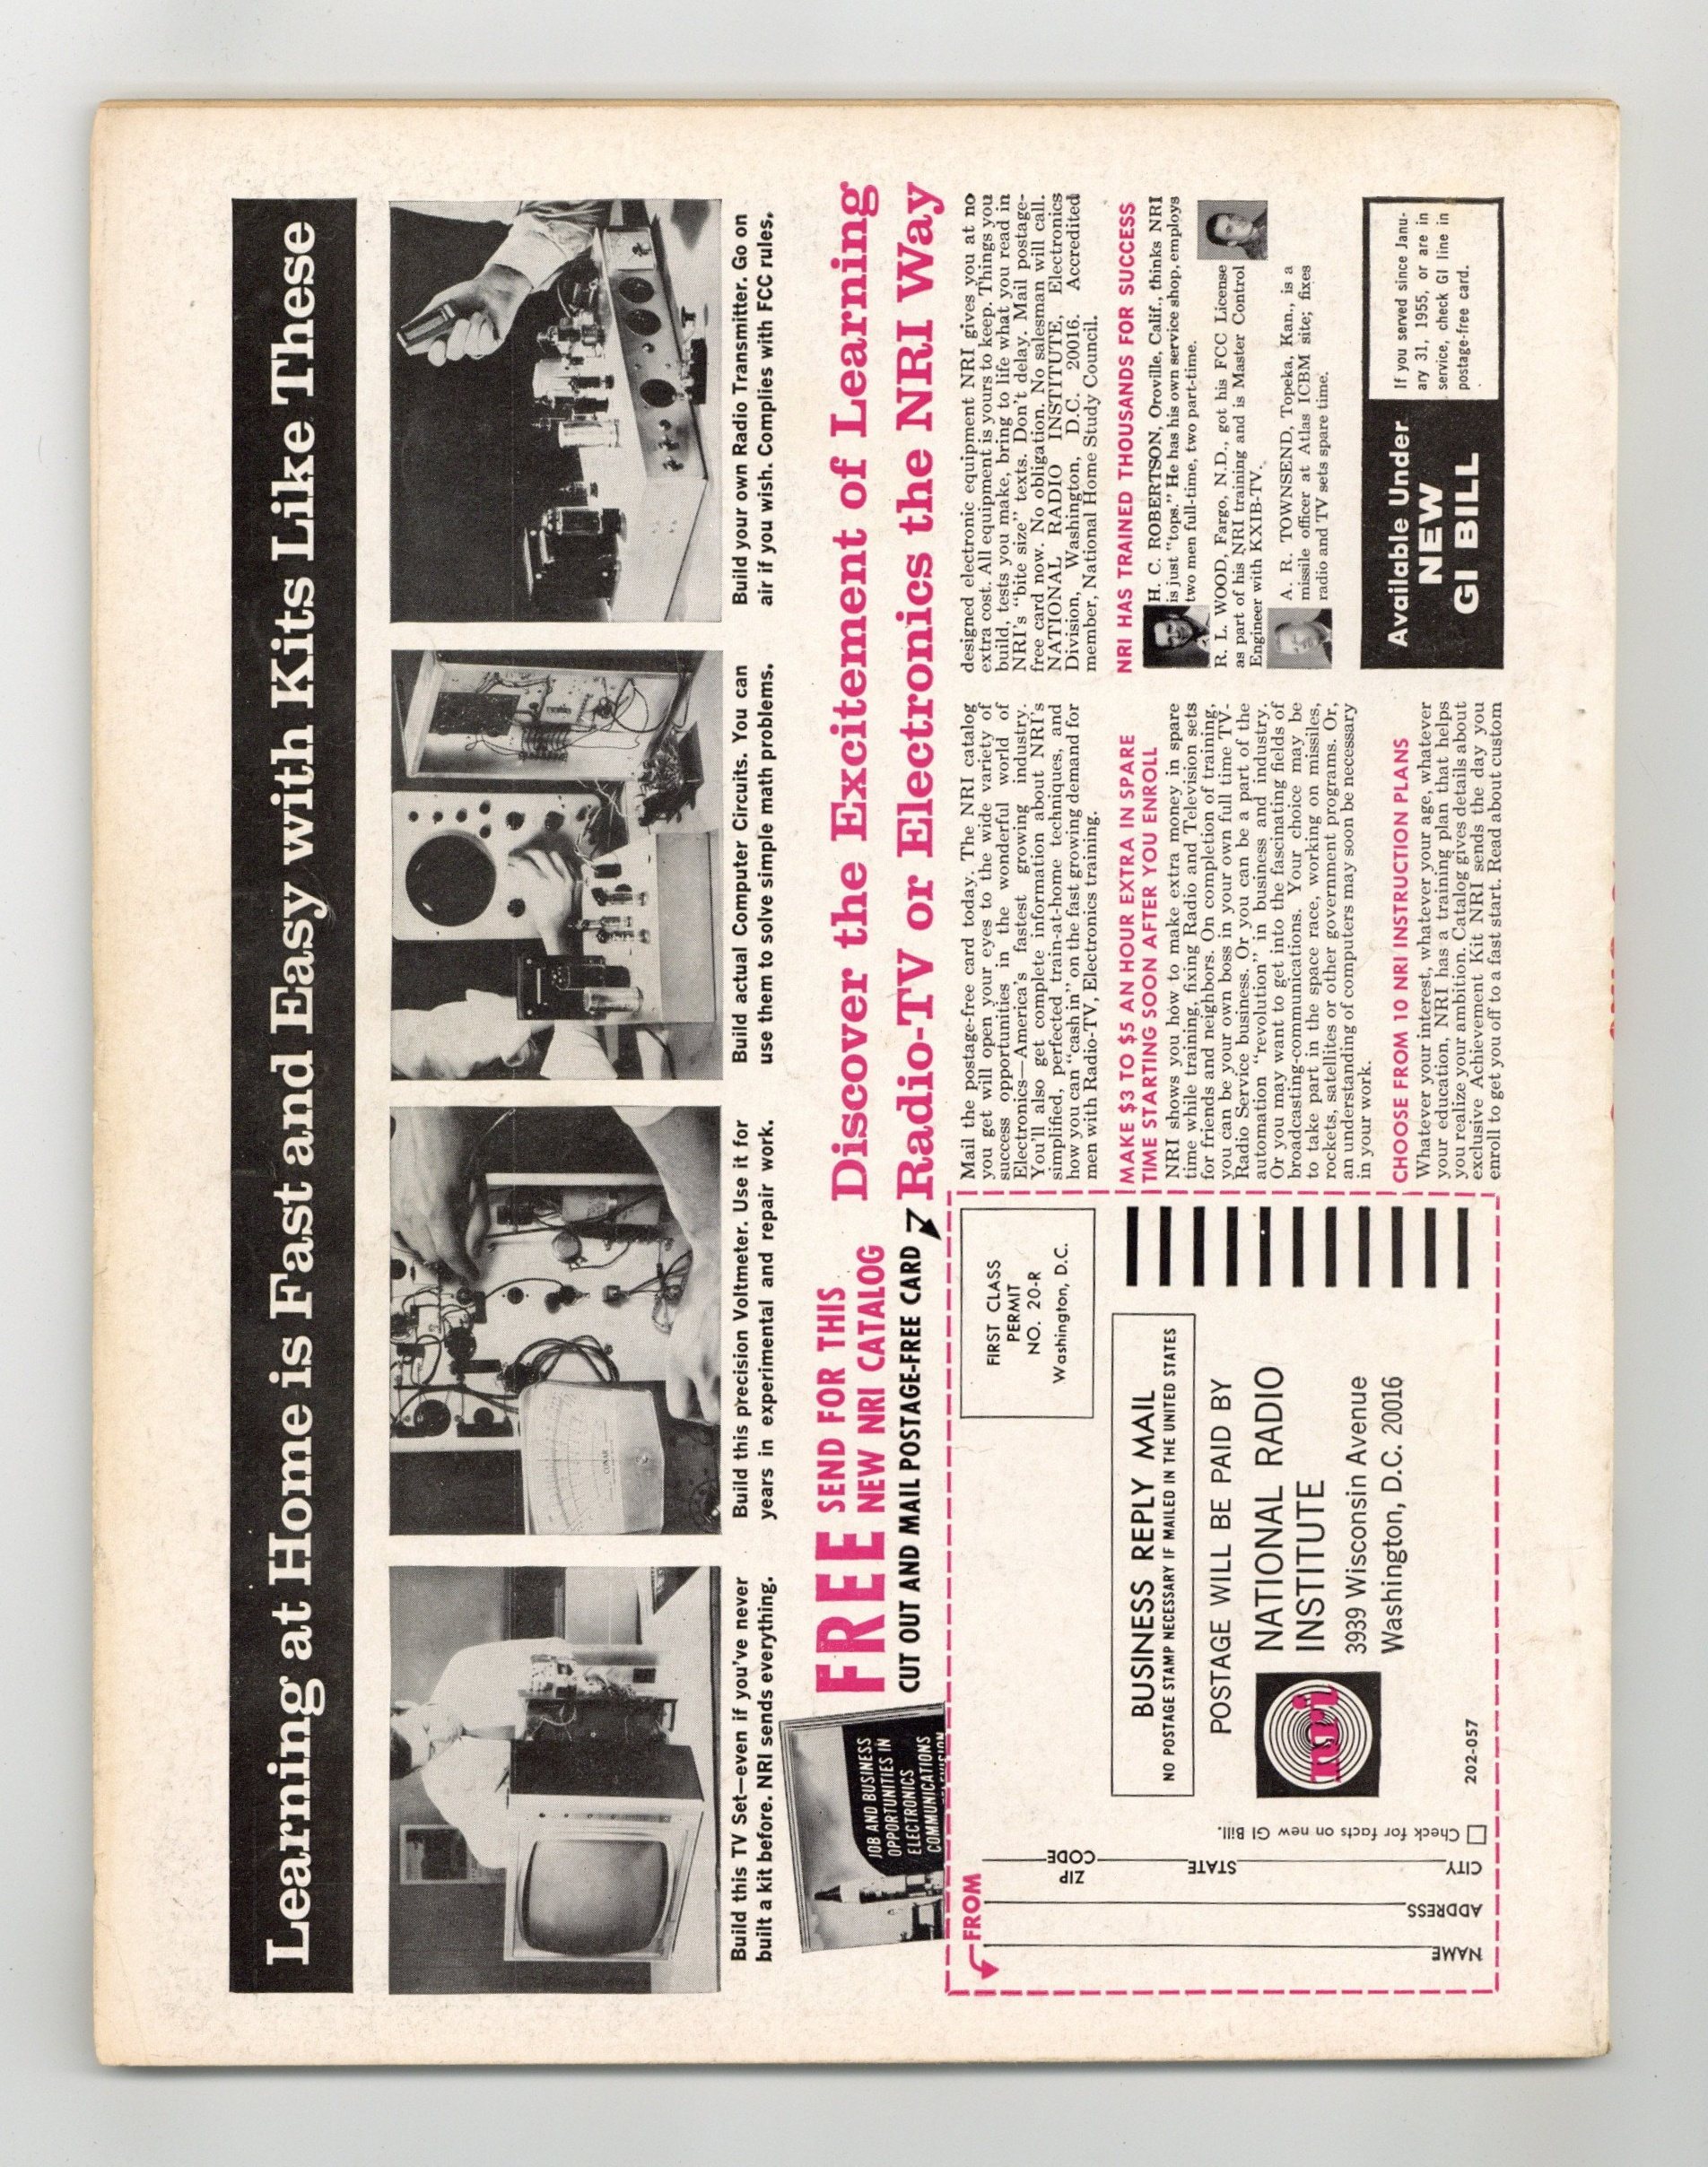 Learning at Home is Fast and Easy with Kits Like These
Build this TV Set—even if you've never
built a kit before. NRI sends everything.
Build this precision Voltmeter. Use it for
years in experimental and repair work.
Build actual Computer Circuits. You can
use them to solve simple math problems.
Build your own Radio Transmitter. Go on
air if you wish. Complies with FCC rules.
JOB AND BUSINESS
OPPORTUNITIES IN
ELECTRONICS
COMMUNICATIONS
FREE SEND FOR THIS
NEW NRI CATALOG
CUT OUT AND MAIL POSTAGE-FREE CARD
Discover the Excitement of Learning
Radio-TV or Electronics the NRI Way
FROM
NAME
ADDRESS
CITY
STATE
ZIP
CODE
Check for facts on new GI Bill.
FIRST CLASS
PERMIT
NO. 20-R
Washington, D.C.
BUSINESS REPLY MAIL
NO POSTAGE STAMP NECESSARY IF MAILED IN THE UNITED STATES
POSTAGE WILL BE PAID BY
nri
NATIONAL RADIO
INSTITUTE
3939 Wisconsin Avenue
Washington, D.C. 20016
202-057
Mail the postage-free card today. The NRI catalog
you get will open your eyes to the wide variety of
success opportunities in the wonderful world of
Electronics—America's fastest growing industry.
You'll also get complete information about NRI's
simplified, perfected train-at-home techniques, and
how you can "cash in" on the fast growing demand for
men with Radio-TV, Electronics training.
MAKE $3 TO $5 AN HOUR EXTRA IN SPARE
TIME STARTING SOON AFTER YOU ENROLL
NRI shows you how to make extra money in spare
time while training, fixing Radio and Television sets
for friends and neighbors. On completion of training,
you can be your own boss in your own full time TV-
Radio Service business. Or you can be a part of the
automation "revolution" in business and industry.
Or you may want to get into the fascinating fields of
broadcasting-communications. Your choice may be
to take part in the space race, working on missiles,
rockets, satellites or other government programs. Or,
an understanding of computers may soon be necessary
in your work.
CHOOSE FROM 10 NRI INSTRUCTION PLANS
Whatever your interest, whatever your age, whatever
your education, NRI has a training plan that helps
you realize your ambition. Catalog gives details about
exclusive Achievement Kit NRI sends the day you
enroll to get you off to a fast start. Read about custom
designed electronic equipment NRI gives you at no
extra cost. All equipment is yours to keep. Things you
build, tests you make, bring to life what you read in
NRI's "bite size" texts. Don't delay. Mail postage-
free card now. No obligation. No salesman will call.
NATIONAL RADIO INSTITUTE, Electronics
Division, Washington, D.C. 20016. Accredited
member, National Home Study Council.
NRI HAS TRAINED THOUSANDS FOR SUCCESS
H. C. ROBERTSON, Oroville, Calif., thinks NRI
is just "tops." He has his own service shop, employs
two men full-time, two part-time.
R. L. WOOD, Fargo, N.D., got his FCC License
as part of his NRI training and is Master Control
Engineer with KXIB-TV.
A. R. TOWNSEND, Topeka, Kan., is a
missile officer at Atlas ICBM site; fixes
radio and TV sets spare time.
Available Under
NEW
GI BILL
If you served since Janu-
ary 31, 1955, or are in
service, check GI line in
postage-free card.
CONAR